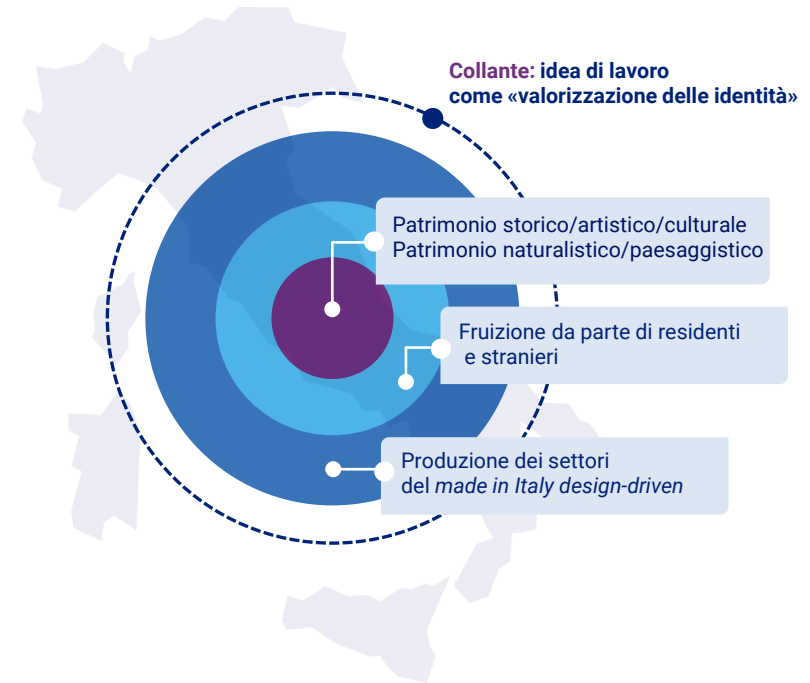 Collante: idea di lavoro
come «valorizzazione delle identità»
Patrimonio storico/artistico/culturale
Patrimonio naturalistico/paesaggistico
Fruizione da parte di residenti
e stranieri
Produzione dei settori
del made in Italy design-driven